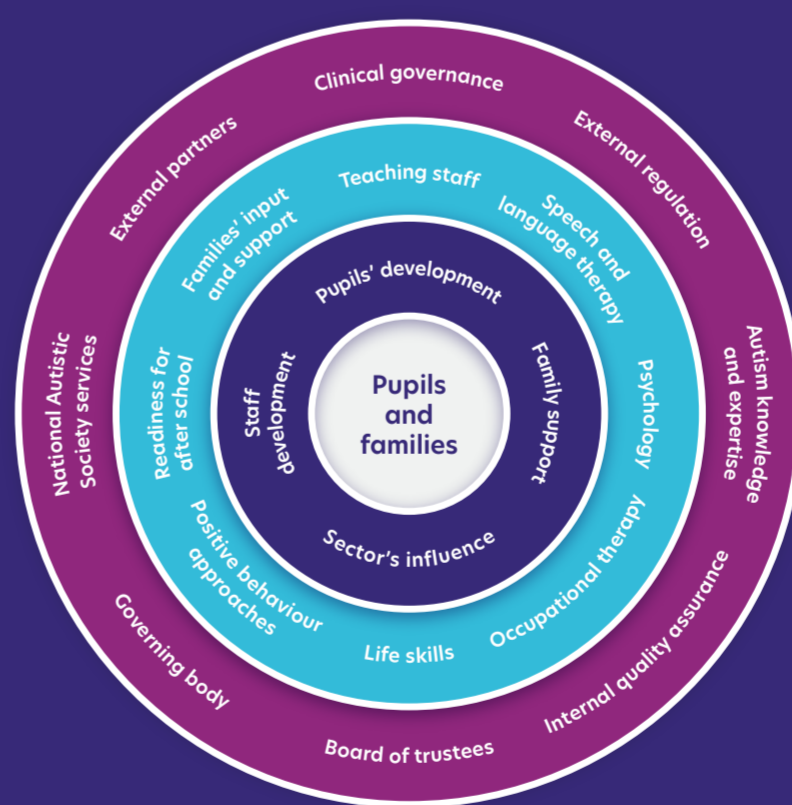 Clinical governance
External regulation
Autism knowledge
and expertise
Internal quality assurance
Board of trustees
Governing body
National Autistic
Society services
External partners
Teaching staff
Speech and
language therapy
Psychology
Occupational therapy
Life skills
Positive behaviour
approaches
Readiness for
after school
Families' input
and support
Pupils' development
Family support
Sector's influence
Staff
development
Pupils
and
families